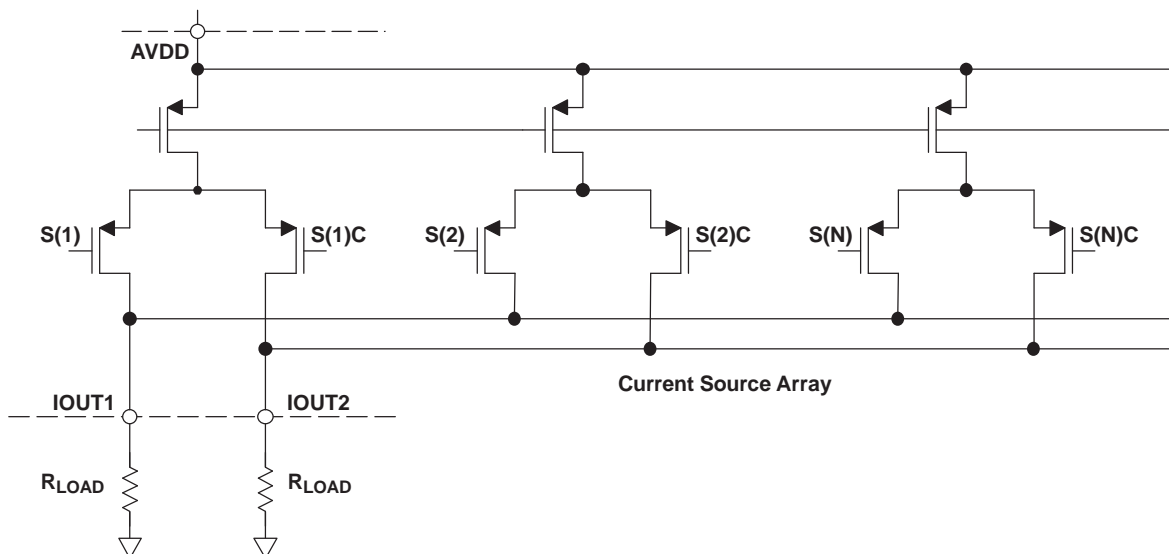 AVDD
S(1)
S(1)C
S(2)
S(2)C
S(N)
S(N)C
Current Source Array
IOUT1
IOUT2
RLOAD
RLOAD